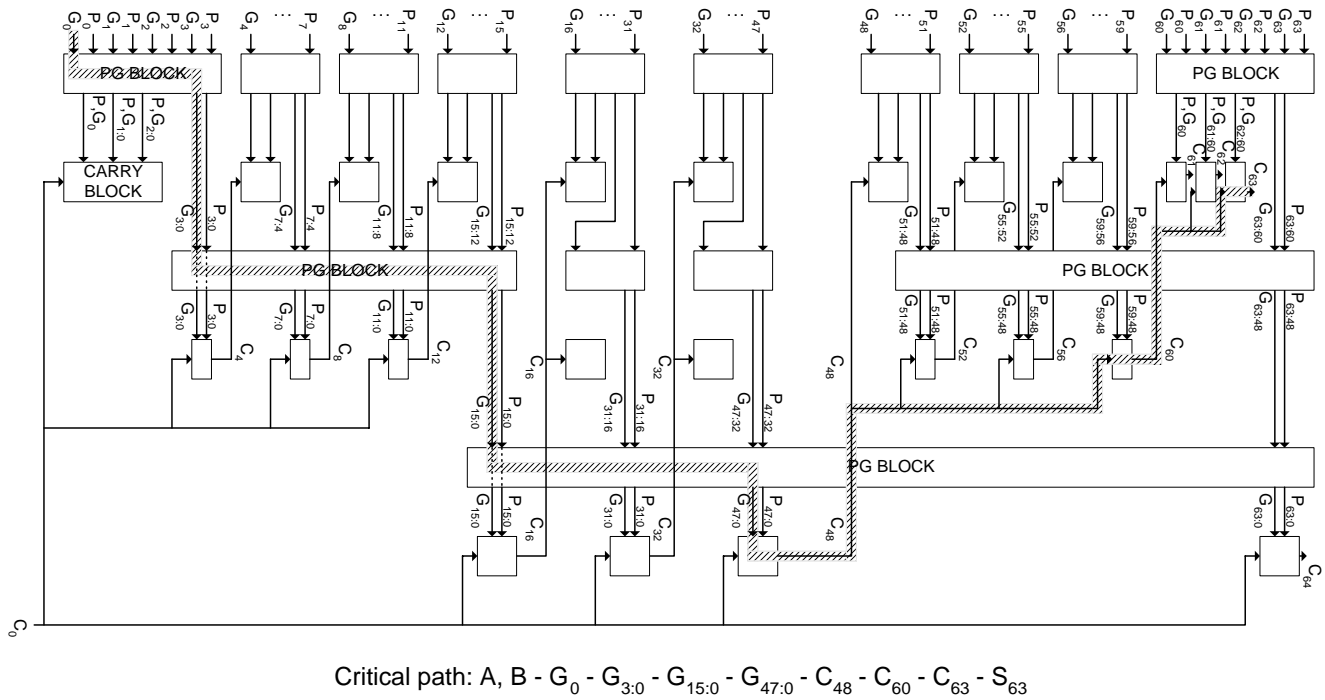 G0 P0 G1 P1 G2 P2 G3 P3 G4 ... P7 G8 ... P11 G12 ... P15 G16 ... P31 G32 ... P47 G48 ... P51 G52 ... P55 G56 ... P59 G60 P60 G61 P61 G62 P62 G63 P63
PG BLOCK PG BLOCK
P,G0 P,G1:0 P,G2:0 P,G60 P,G61:60 P,G62:60
CARRY BLOCK C61 C62 C63
G3:0 P3:0 G7:4 P7:4 G11:8 P11:8 G15:12 P15:12 G51:48 P51:48 G55:52 P55:52 G59:56 P59:56 G63:60 P63:60
PG BLOCK PG BLOCK
G3:0 P3:0 G7:0 P7:0 G11:0 P11:0 G51:48 P51:48 G55:48 P55:48 G59:48 P59:48 G63:48 P63:48
C4 C8 C12 C16 C32 C48 C52 C56 C60
G15:0 P15:0 G31:16 P31:16 G47:32 P47:32
PG BLOCK
G15:0 P15:0 C16 G31:0 P31:0 C32 G47:0 P47:0 C48 G63:0 P63:0
C64
C0
Critical path: A, B - G0 - G3:0 - G15:0 - G47:0 - C48 - C60 - C63 - S63